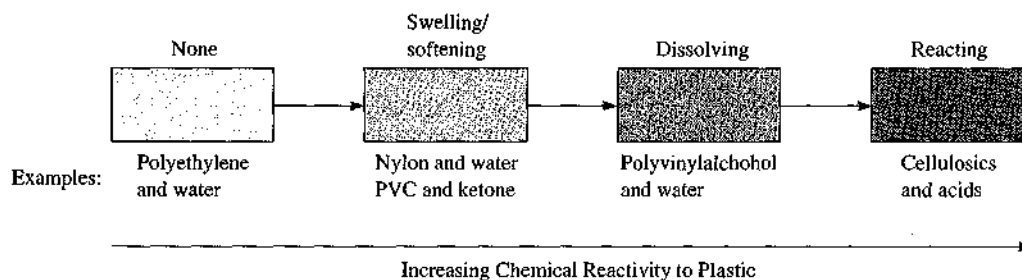 None
Swelling/
softening
Dissolving
Reacting
Examples:
Polyethylene
and water
Nylon and water
PVC and ketone
Polyvinylalchohol
and water
Cellulosics
and acids
Increasing Chemical Reactivity to Plastic